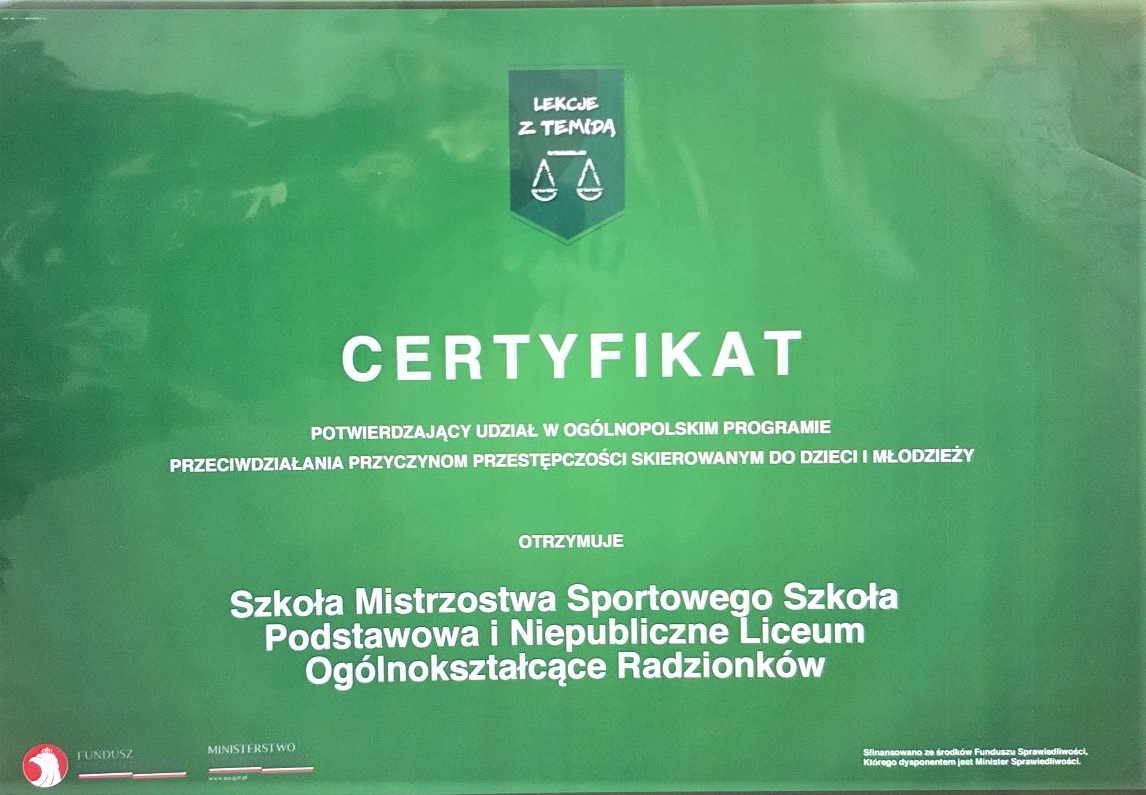 LEKCJE
Z TEMIDĄ
CERTYFIKAT
POTWIERDZAJĄCY UDZIAŁ W OGÓLNOPOLSKIM PROGRAMIE
PRZECIWDZIAŁANIA PRZYCZYNOM PRZESTĘPCZOŚCI SKIEROWANYM DO DZIECI I MŁODZIEŻY
OTRZYMUJE
Szkoła Mistrzostwa Sportowego Szkoła
Podstawowa i Niepubliczne Liceum
Ogólnokształcące Radzionków
FUNDUSZ
MINISTERSTWO
Sfinansowano ze środków Funduszu Sprawiedliwości,
Którego dysponentem jest Minister Sprawiedliwości.